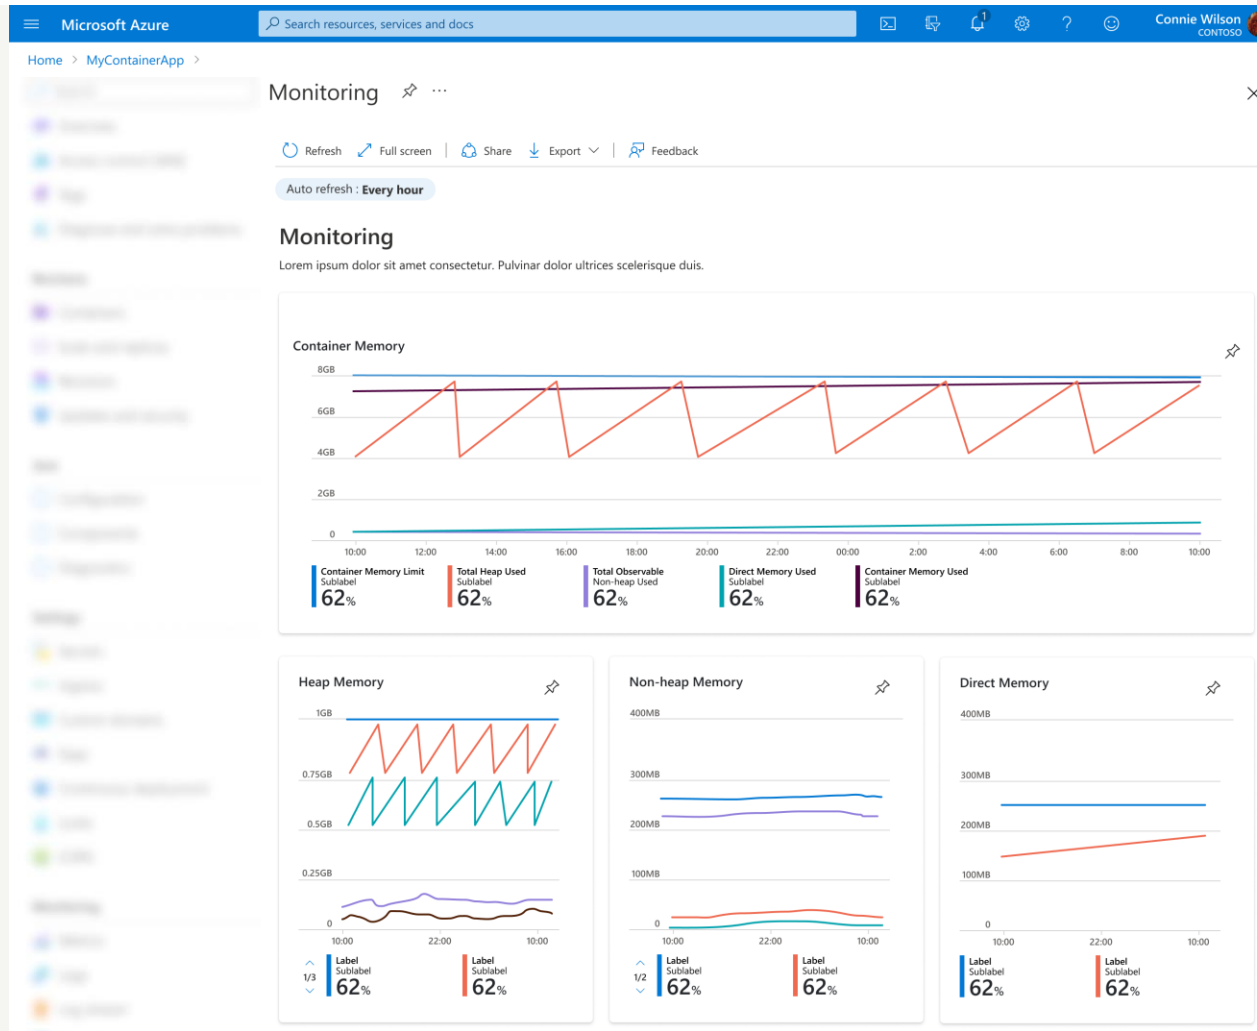 Microsoft Azure
Search resources, services and docs
1
Connie Wilson
CONTOSO
Home > MyContainerApp >
Monitoring
Refresh Full screen Share Export Feedback
Auto refresh : Every hour
Monitoring
Lorem ipsum dolor sit amet consectetur. Pulvinar dolor ultrices scelerisque duis.
Container Memory
8GB
6GB
4GB
2GB
0
10:00 12:00 14:00 16:00 18:00 20:00 22:00 00:00 2:00 4:00 6:00 8:00 10:00
Container Memory Limit Total Heap Used Total Observable Direct Memory Used Container Memory Used
Sublabel Sublabel Non-heap Used Sublabel Sublabel
62% 62% 62% 62% 62%
Heap Memory
1GB
0.75GB
0.5GB
0.25GB
0
10:00 22:00 10:00
1/3
Label Label
Sublabel Sublabel
62% 62%
Non-heap Memory
400MB
300MB
200MB
100MB
0
10:00 22:00 10:00
1/2
Label Label
Sublabel Sublabel
62% 62%
Direct Memory
400MB
300MB
200MB
100MB
0
10:00 22:00 10:00
Label Label
Sublabel Sublabel
62% 62%